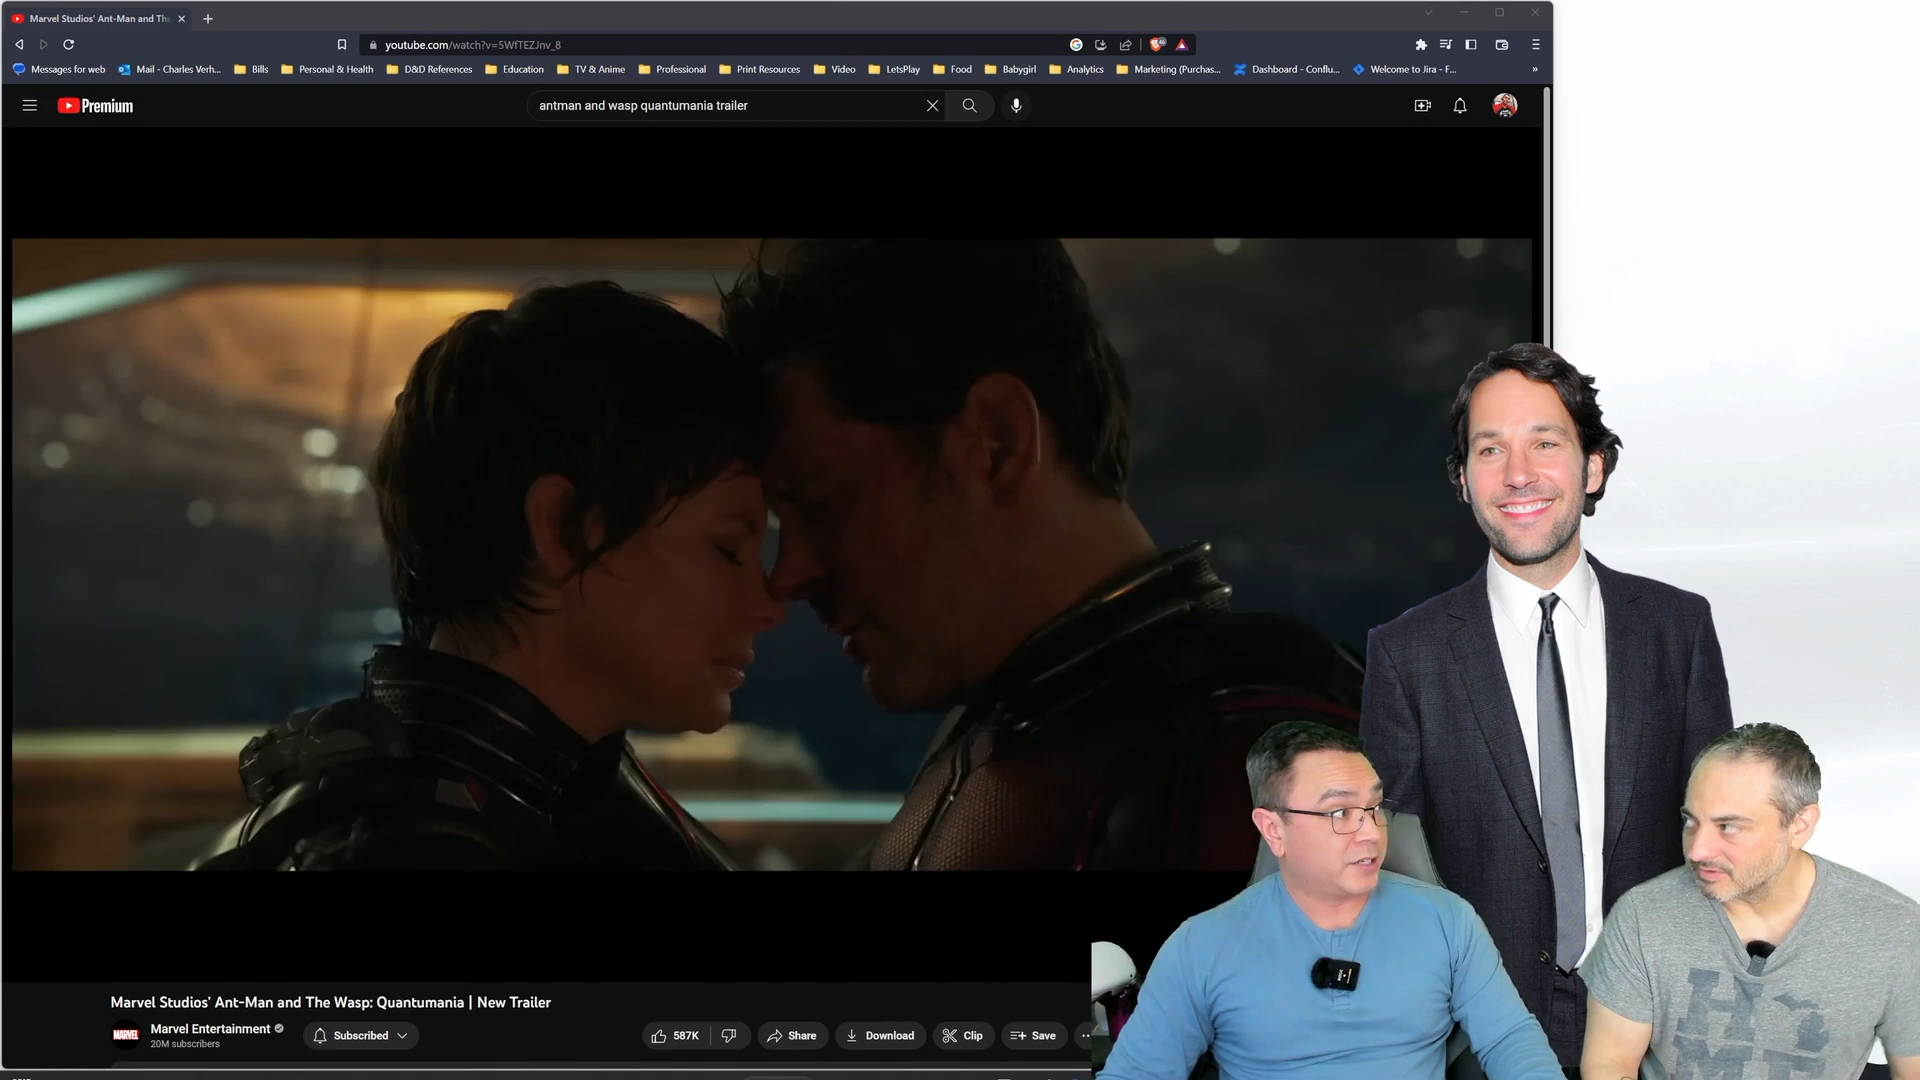 Marvel Studios' Ant-Man and The
youtube.com/watch?v=5WfTEZJnv_8
Messages for web
Mail - Charles Verh...
Bills
Personal & Health
D&D References
Education
TV & Anime
Professional
Print Resources
Video
LetsPlay
Food
Babygirl
Analytics
Marketing (Purchas...
Dashboard - Conflu...
Welcome to Jira - F...
»
Premium
antman and wasp quantumania trailer
Marvel Studios' Ant-Man and The Wasp: Quantumania | New Trailer
MARVEL
Marvel Entertainment
20M subscribers
Subscribed
587K
Share
Download
Clip
Save